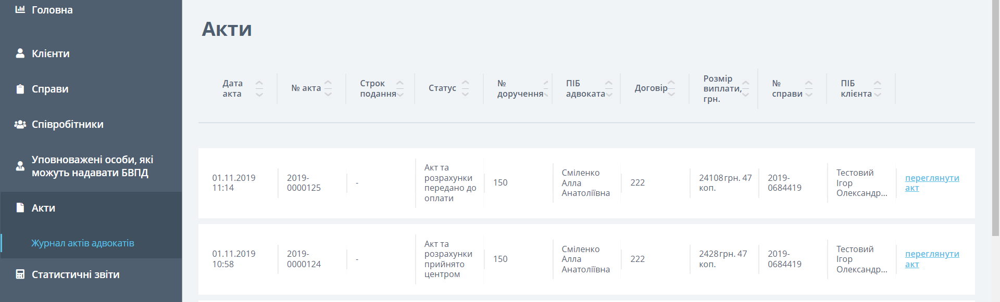 Головна
Клієнти
Справи
Співробітники
Уповноважені особи, які
можуть надавати БВПД
Акти
Журнал актів адвокатів
Статистичні звіти
Акти
Дата
акта
№ акта
Строк
подання
Статус
№
доручення
ПІБ
адвоката
Договір
Розмір
виплати,
грн.
№
справи
ПІБ
клієнта
01.11.2019
11:14
2019-
0000125
-
Акт та
розрахунки
передано до
оплати
150
Сміленко
Алла
Анатоліївна
222
24108грн. 47
коп.
2019-
0684419
Тестовий
Ігор
Олександр...
переглянути
акт
01.11.2019
10:58
2019-
0000124
-
Акт та
розрахунки
прийнято
центром
150
Сміленко
Алла
Анатоліївна
222
2428грн. 47
коп.
2019-
0684419
Тестовий
Ігор
Олександр...
переглянути
акт